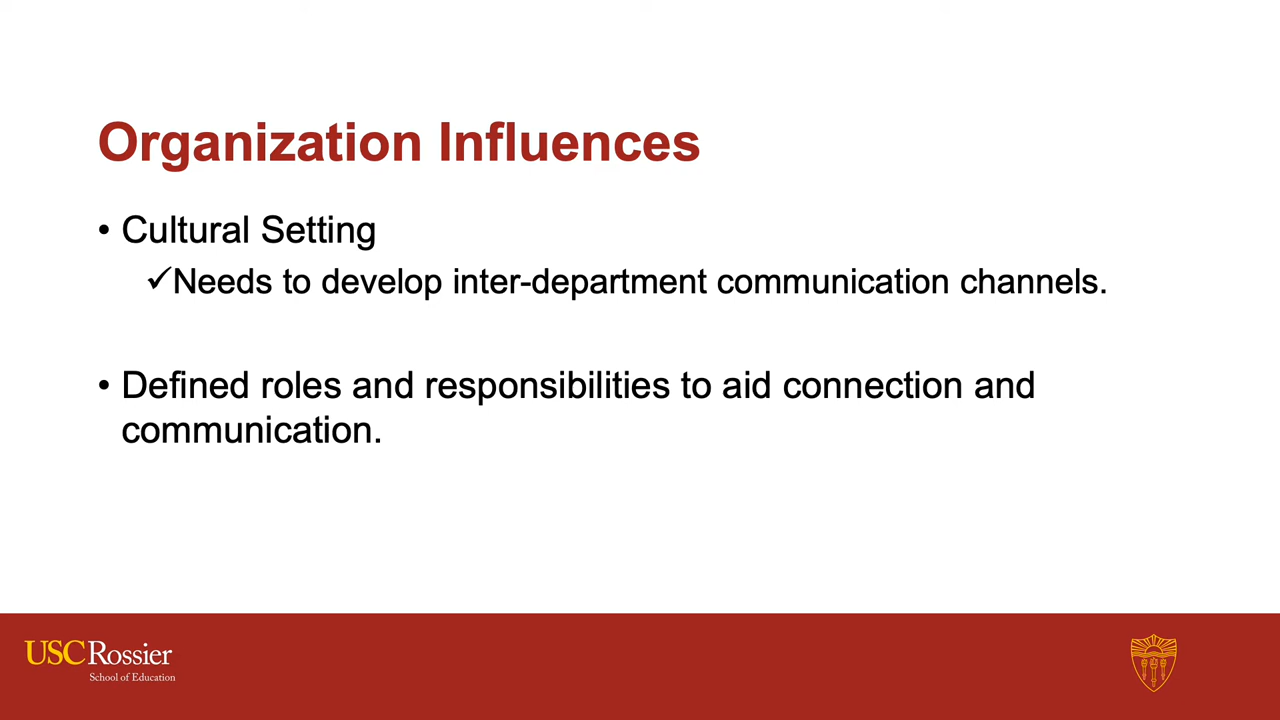 Organization Influences
• Cultural Setting
✓Needs to develop inter-department communication channels.
• Defined roles and responsibilities to aid connection and
communication.
USC Rossier
School of Education